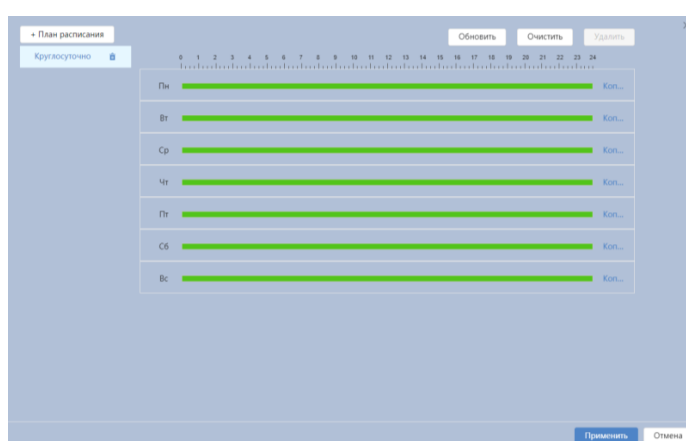 + План расписания
Обновить Очистить Удалить
Круглосуточно
0 1 2 3 4 5 6 7 8 9 10 11 12 13 14 15 16 17 18 19 20 21 22 23 24
Пн Коп...
Вт Коп...
Ср Коп...
Чт Коп...
Пт Коп...
Сб Коп...
Вс Коп...
Применить Отмена